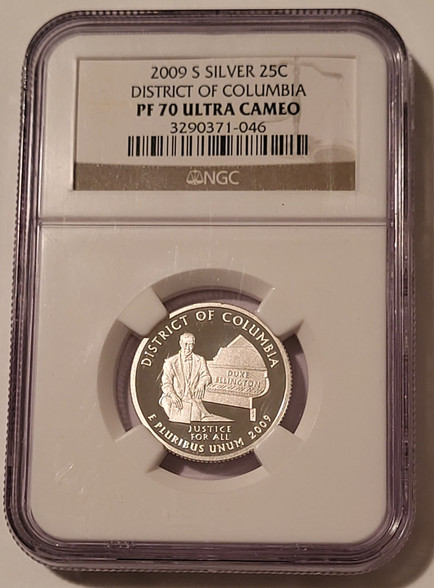 2009 S SILVER 25C
DISTRICT OF COLUMBIA
PF 70 ULTRA CAMEO
3290371-046
NGC
DISTRICT OF COLUMBIA
DUKE
ELLINGTON
JUSTICE
FOR ALL
E PLURIBUS UNUM 2009